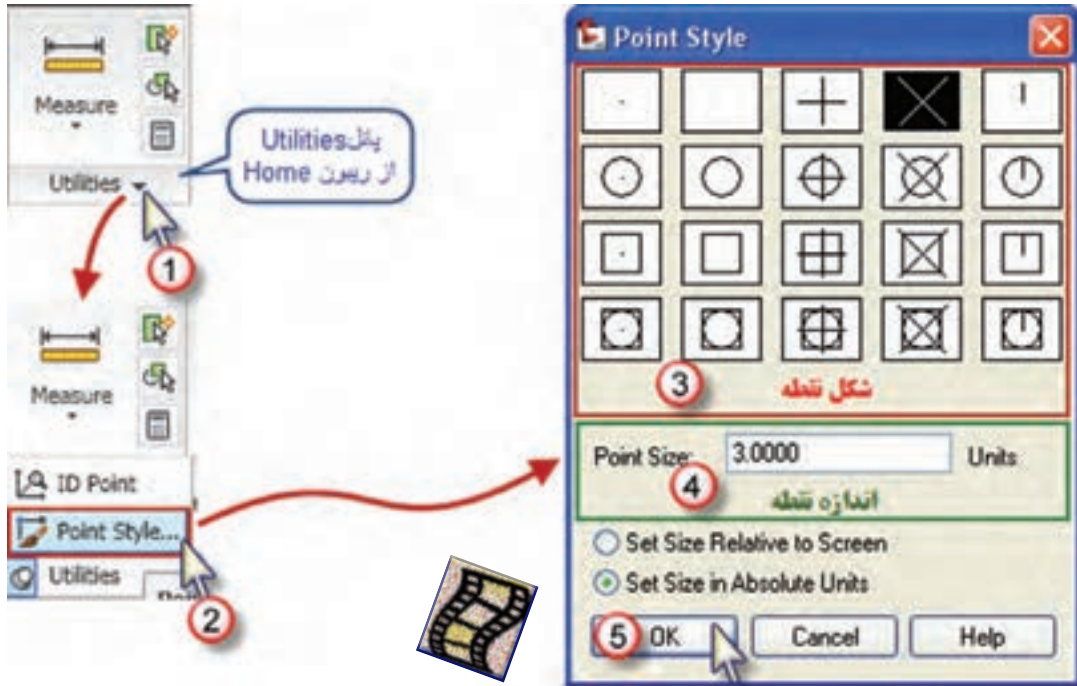 Measure
Utilities
پانل Utilities
از ریبون Home
1
Measure
ID Point
Point Style...
Utilities
2
Point Style
3
شکل نقطه
Point Size:
3.0000
Units
4
اندازه نقطه
Set Size Relative to Screen
Set Size in Absolute Units
5
OK
Cancel
Help